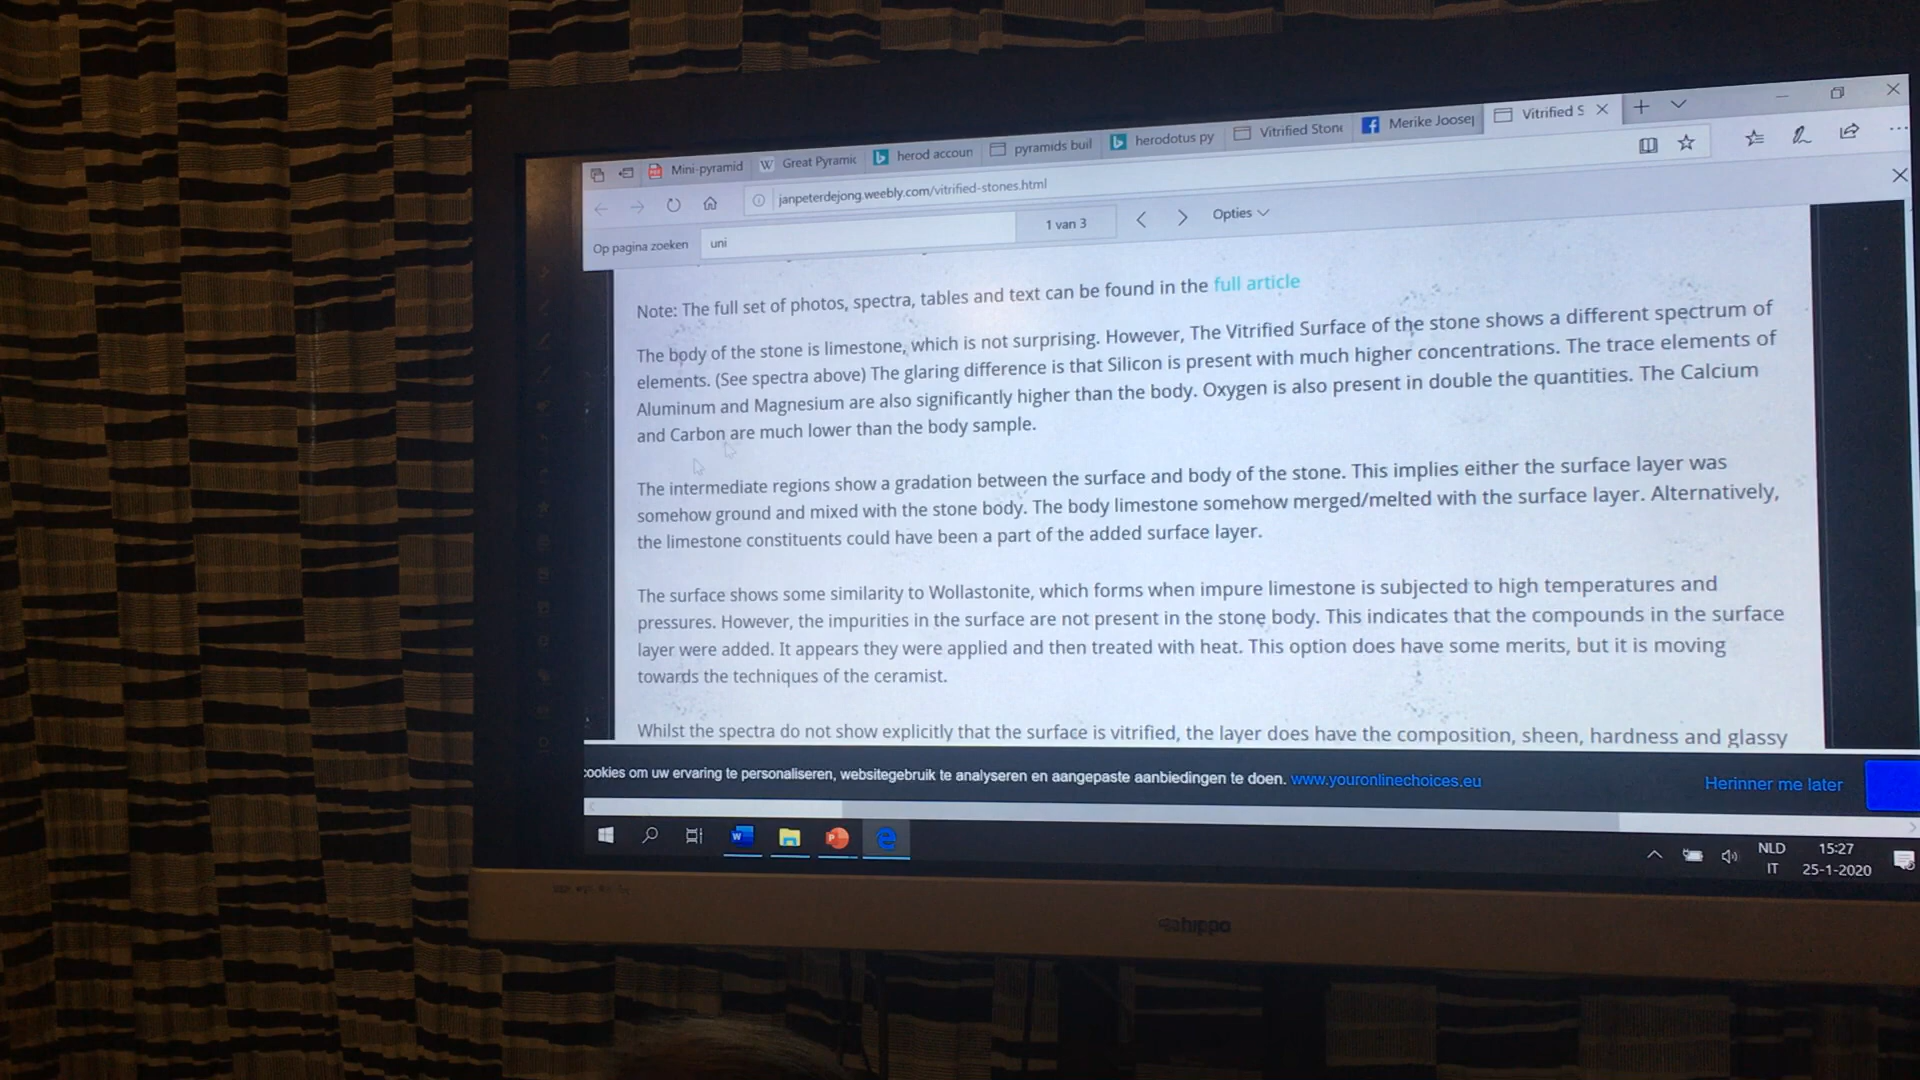 Mini-pyramid
Great Pyramic
herod accoun
pyramids buil
herodotus py
Vitrified Stone
Merike Joosep
Vitrified S
janpeterdejong.weebly.com/vitrified-stones.html
Op pagina zoeken
uni
1 van 3
Opties
Note: The full set of photos, spectra, tables and text can be found in the full article
The body of the stone is limestone, which is not surprising. However, The Vitrified Surface of the stone shows a different spectrum of
elements. (See spectra above) The glaring difference is that Silicon is present with much higher concentrations. The trace elements of
Aluminum and Magnesium are also significantly higher than the body. Oxygen is also present in double the quantities. The Calcium
and Carbon are much lower than the body sample.
The intermediate regions show a gradation between the surface and body of the stone. This implies either the surface layer was
somehow ground and mixed with the stone body. The body limestone somehow merged/melted with the surface layer. Alternatively,
the limestone constituents could have been a part of the added surface layer.
The surface shows some similarity to Wollastonite, which forms when impure limestone is subjected to high temperatures and
pressures. However, the impurities in the surface are not present in the stone body. This indicates that the compounds in the surface
layer were added. It appears they were applied and then treated with heat. This option does have some merits, but it is moving
towards the techniques of the ceramist.
Whilst the spectra do not show explicitly that the surface is vitrified, the layer does have the composition, sheen, hardness and glassy
cookies om uw ervaring te personaliseren, websitegebruik te analyseren en aangepaste aanbiedingen te doen. www.youronlinechoices.eu
Herinner me later
NLD
IT
15:27
25-1-2020
hippo